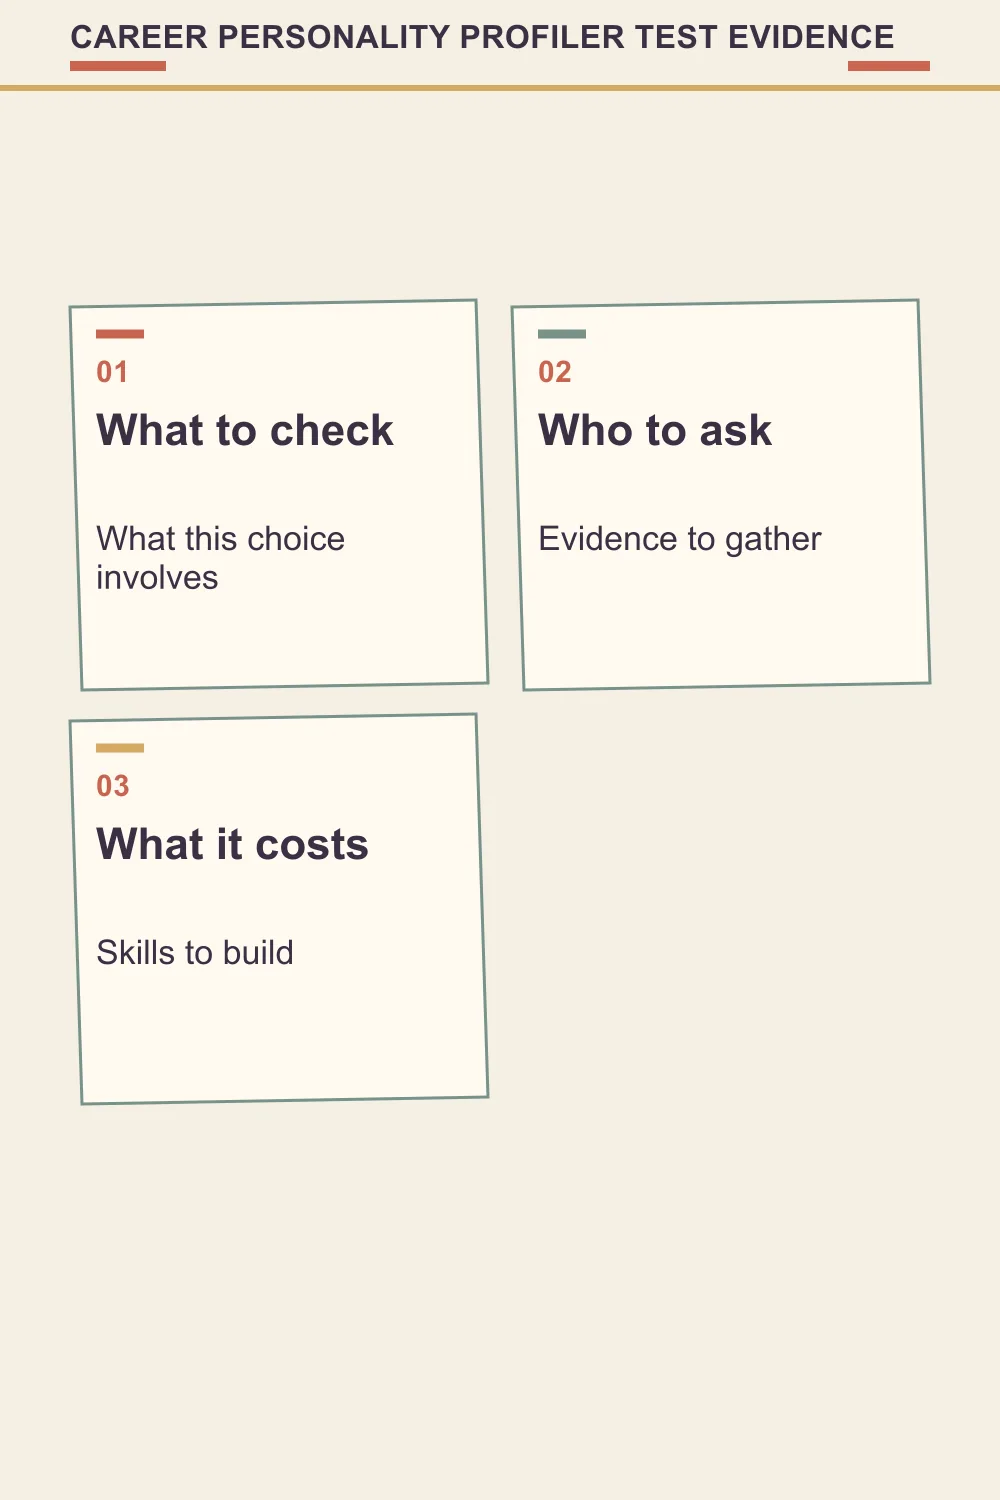 CAREER PERSONALITY PROFILER TEST EVIDENCE
01
What to check
What this choice
involves
02
Who to ask
Evidence to gather
03
What it costs
Skills to build